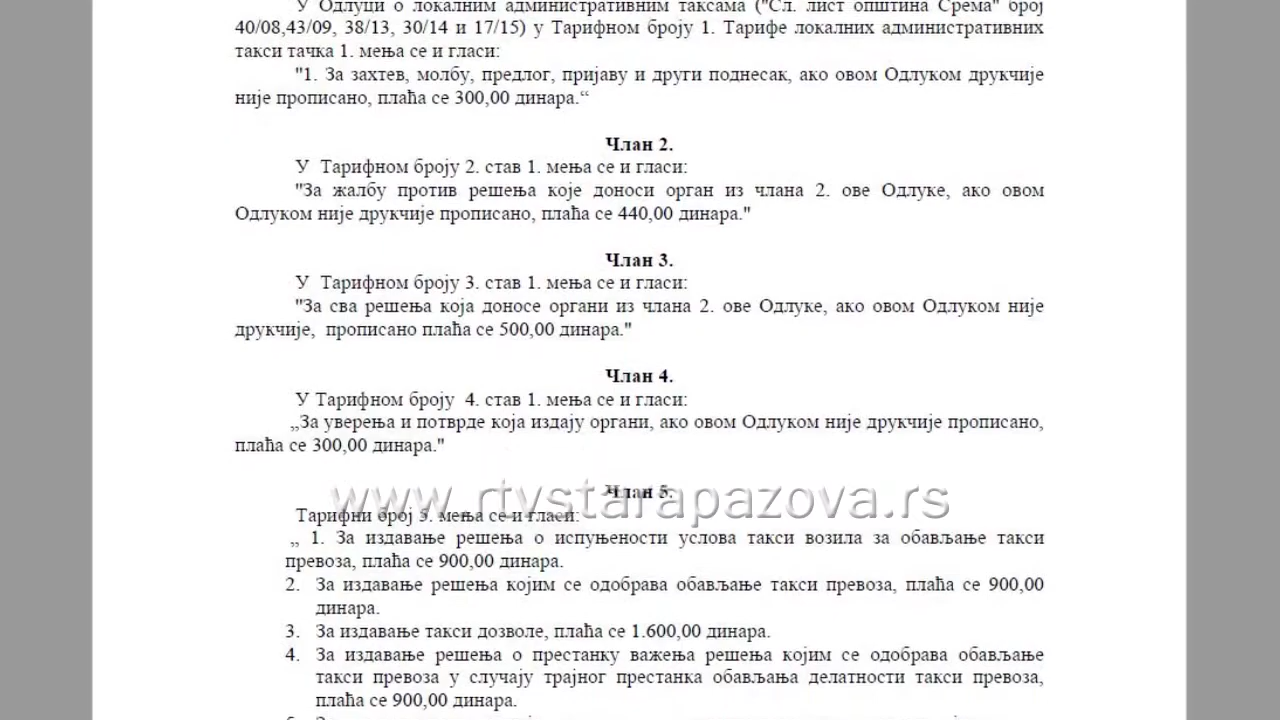 У Одлуци о локалним административним таксама ("Сл. лист општина Срема" број
40/08,43/09, 38/13, 30/14 и 17/15) у Тарифном броју 1. Тарифе локалних административних
такси тачка 1. мења се и гласи:
"1. За захтев, молбу, предлог, пријаву и други поднесак, ако овом Одлуком друкчије
није прописано, плаћа се 300,00 динара.“
Члан 2.
У Тарифном броју 2. став 1. мења се и гласи:
"За жалбу против решења које доноси орган из члана 2. ове Одлуке, ако овом
Одлуком није друкчије прописано, плаћа се 440,00 динара."
Члан 3.
У Тарифном броју 3. став 1. мења се и гласи:
"За сва решења која доносе органи из члана 2. ове Одлуке, ако овом Одлуком није
друкчије, прописано плаћа се 500,00 динара."
Члан 4.
У Тарифном броју 4. став 1. мења се и гласи:
„За уверења и потврде која издају органи, ако овом Одлуком није друкчије прописано,
плаћа се 300,00 динара."
Члан 5.
www.rtvstarapazova.rs
Тарифни број 5. мења се и гласи:
„ 1. За издавање решења о испуњености услова такси возила за обављање такси
превоза, плаћа се 900,00 динара.
2. За издавање решења којим се одобрава обављање такси превоза, плаћа се 900,00
динара.
3. За издавање такси дозволе, плаћа се 1.600,00 динара.
4. За издавање решења о престанку важења решења којим се одобрава обављање
такси превоза у случају трајног престанка обављања делатности такси превоза,
плаћа се 900,00 динара.